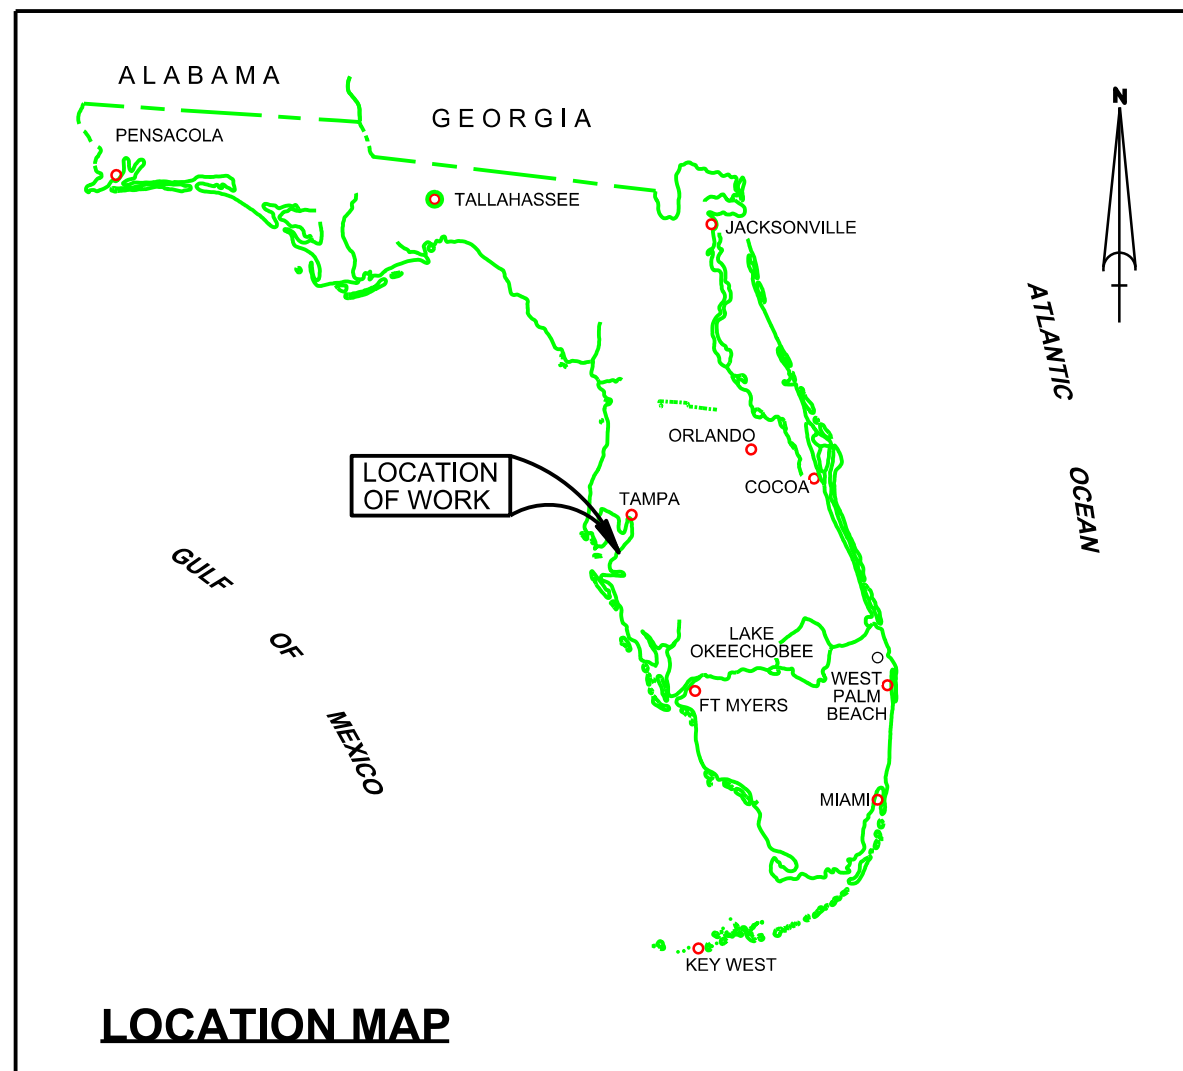 ALABAMA
GEORGIA
N
PENSACOLA
TALLAHASSEE
JACKSONVILLE
ATLANTIC
OCEAN
ORLANDO
COCOA
LOCATION
OF WORK
TAMPA
GULF
OF
MEXICO
LAKE
OKEECHOBEE
WEST
PALM
BEACH
FT MYERS
MIAMI
KEY WEST
LOCATION MAP